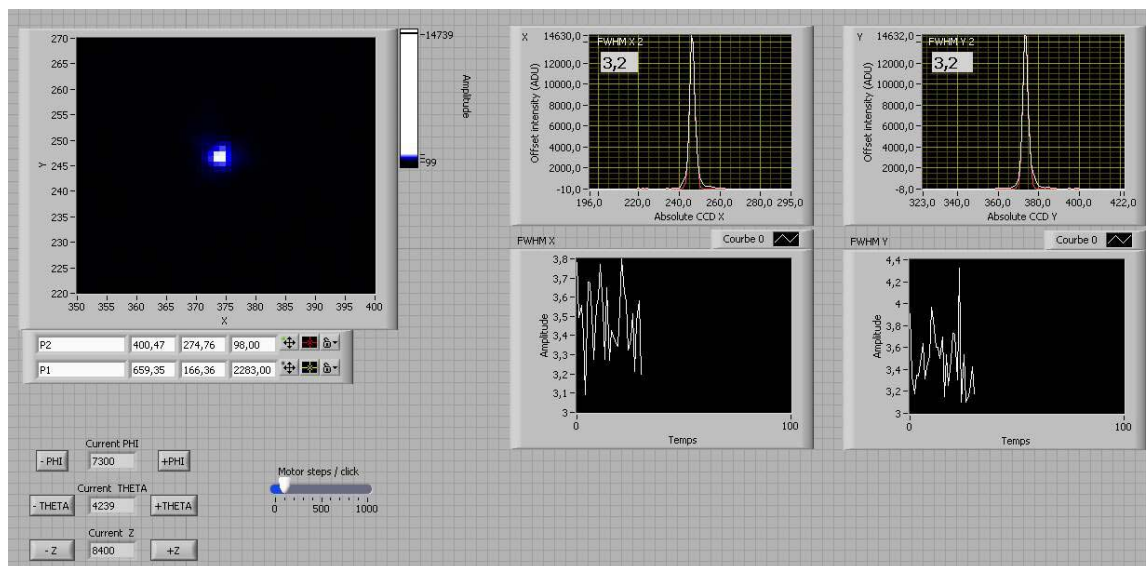 270
265
260
255
250
245
240
235
230
225
220
Y
350 355 360 365 370 375 380 385 390 395 400
X
14739
99
Amplitude
P2 400,47 274,76 98,00
P1 659,35 166,36 2283,00
Current PHI
- PHI 7300 +PHI
Current THETA
- THETA 4239 +THETA
Current Z
- Z 8400 +Z
Motor steps / click
0 500 1000
X
FWHM X 2
3,2
14630,0
12000,0
10000,0
8000,0
6000,0
4000,0
2000,0
-10,0
Offset intensity (ADU)
196,0 220,0 240,0 260,0 280,0 295,0
Absolute CCD X
Y
FWHM Y 2
3,2
14632,0
12000,0
10000,0
8000,0
6000,0
4000,0
2000,0
-8,0
Offset intensity (ADU)
323,0 340,0 360,0 380,0 400,0 422,0
Absolute CCD Y
FWHM X
Courbe 0
3,8
3,7
3,6
3,5
3,4
3,3
3,2
3,1
3
Amplitude
0 100
Temps
FWHM Y
Courbe 0
4,4
4,2
4
3,8
3,6
3,4
3,2
3
Amplitude
0 100
Temps